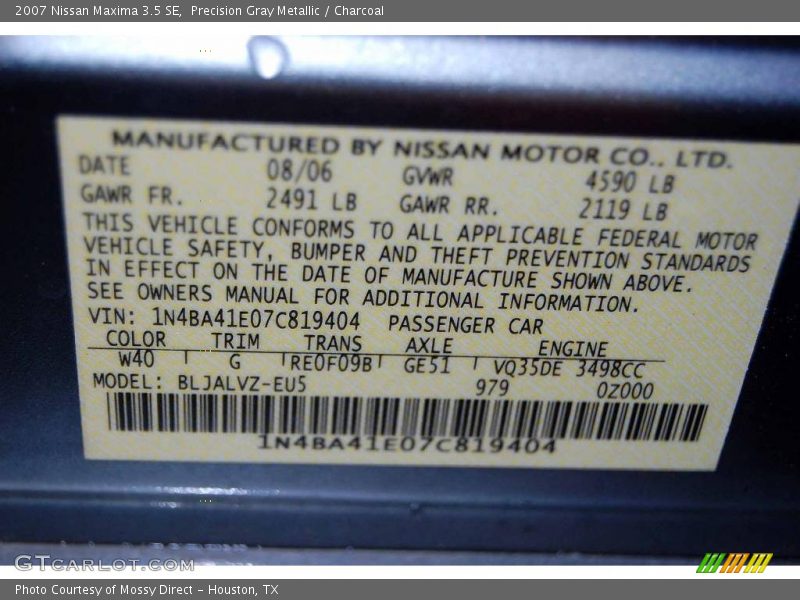 2007 Nissan Maxima 3.5 SE, Precision Gray Metallic / Charcoal
MANUFACTURED BY NISSAN MOTOR CO., LTD.
DATE 08/06 GVWR 4590 LB
GAWR FR. 2491 LB GAWR RR. 2119 LB
THIS VEHICLE CONFORMS TO ALL APPLICABLE FEDERAL MOTOR
VEHICLE SAFETY, BUMPER AND THEFT PREVENTION STANDARDS
IN EFFECT ON THE DATE OF MANUFACTURE SHOWN ABOVE.
SEE OWNERS MANUAL FOR ADDITIONAL INFORMATION.
VIN: 1N4BA41E07C819404 PASSENGER CAR
COLOR TRIM TRANS AXLE ENGINE
W40 G RE0F09B GE51 VQ35DE 3498CC
MODEL: BLJALVZ-EU5 979 0Z000
1N4BA41E07C819404
GTCARLOT.COM
Photo Courtesy of Mossy Direct - Houston, TX